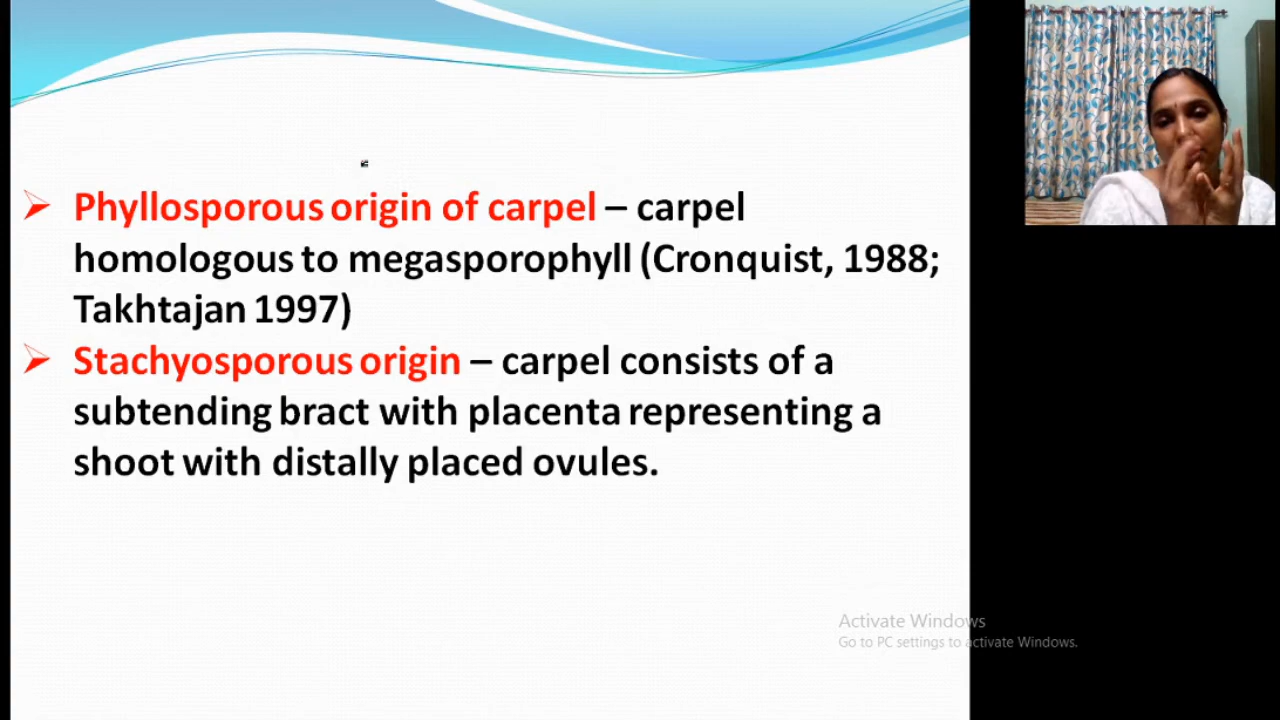 Phyllosporous origin of carpel – carpel
homologous to megasporophyll (Cronquist, 1988;
Takhtajan 1997)
Stachyosporous origin – carpel consists of a
subtending bract with placenta representing a
shoot with distally placed ovules.
Activate Windows
Go to PC settings to activate Windows.